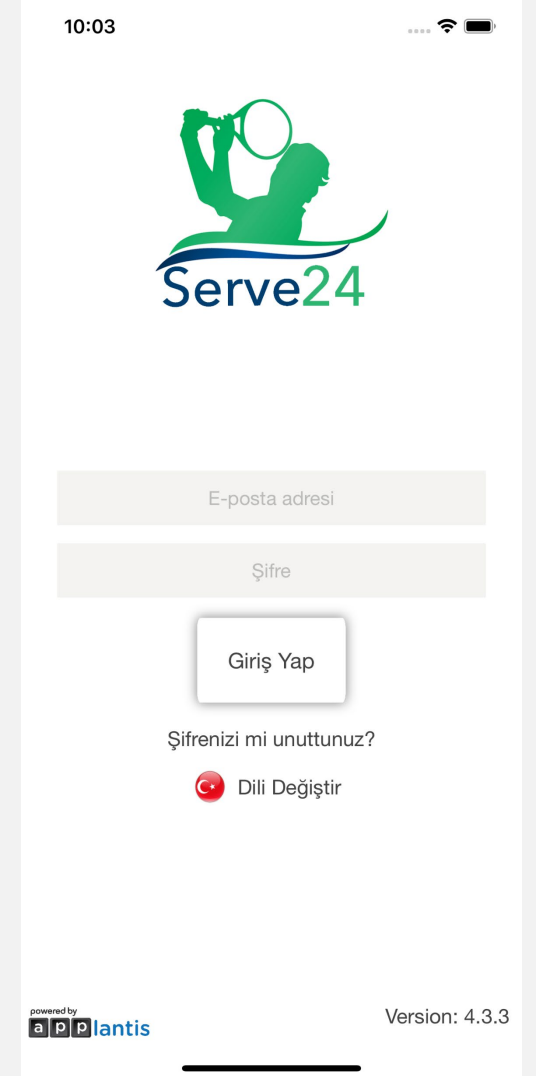 10:03
Serve24
E-posta adresi
Şifre
Giriş Yap
Şifrenizi mi unuttunuz?
Dili Değiştir
powered by
applantis
Version: 4.3.3